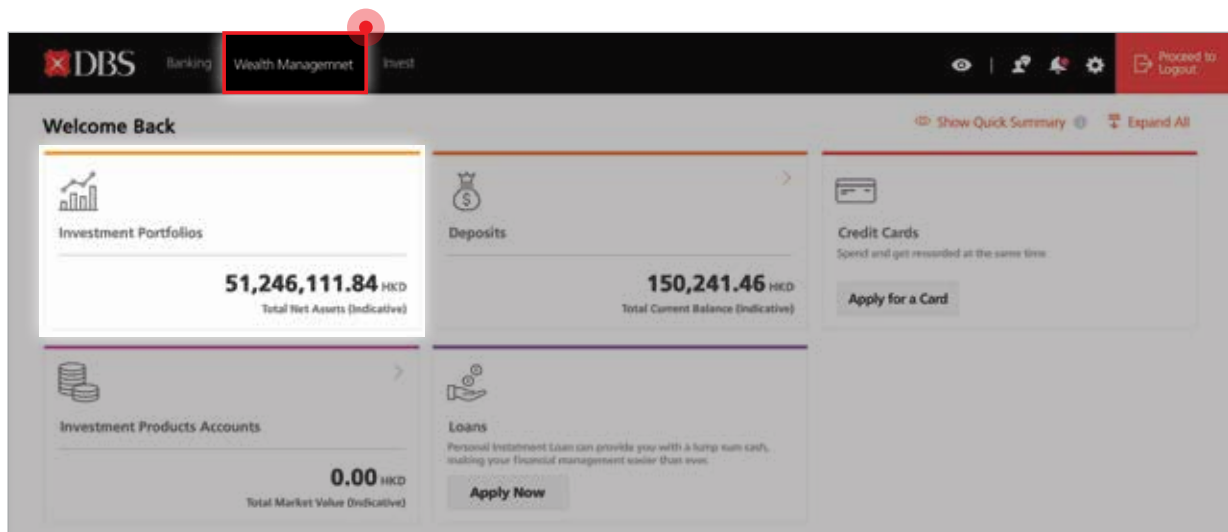 DBS
Banking
Wealth Managemnet
Invest
Proceed to
Logout
Welcome Back
Show Quick Summary
Expand All
Investment Portfolios
51,246,111.84 HKD
Total Net Assets (Indicative)
Deposits
150,241.46 HKD
Total Current Balance (Indicative)
Credit Cards
Spend and get rewarded at the same time
Apply for a Card
Investment Products Accounts
0.00 HKD
Total Market Value (Indicative)
Loans
Personal Instalment Loan can provide you with a lump sum cash,
making your financial management easier than ever.
Apply Now